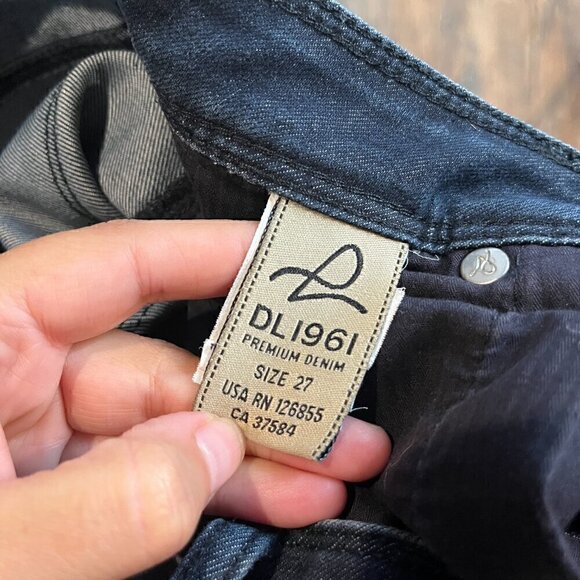 DL1961
PREMIUM DENIM
SIZE 27
USA RN 126855
CA 37584